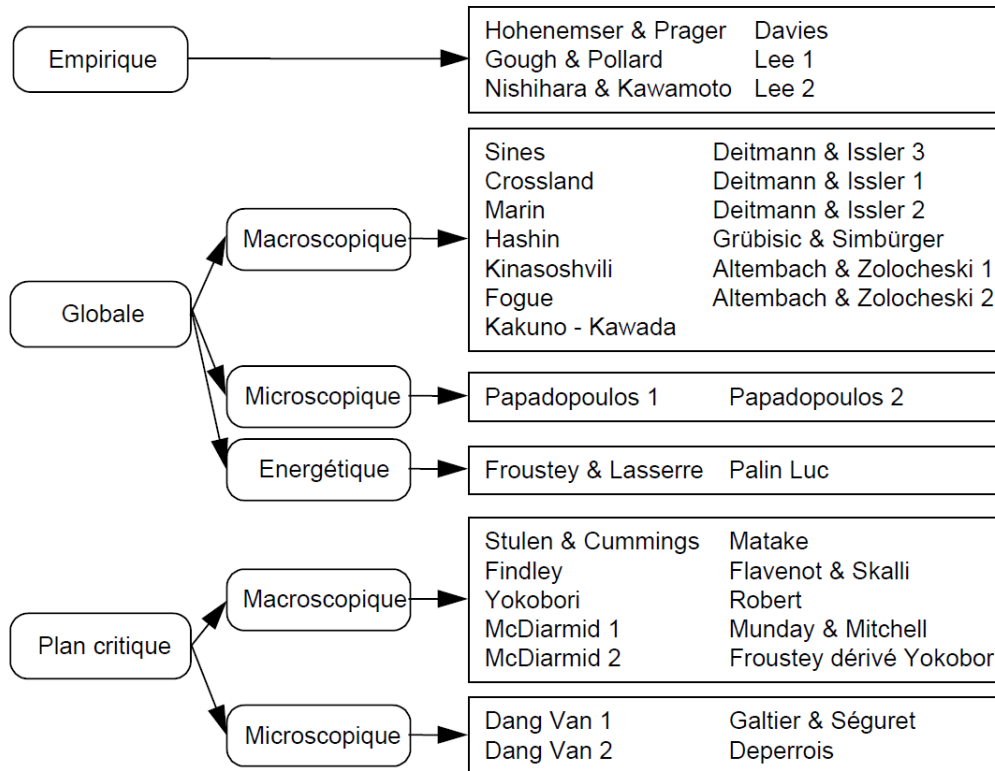 Empirique
Hohenemser & Prager Davies
Gough & Pollard Lee 1
Nishihara & Kawamoto Lee 2
Globale
Macroscopique
Sines Deitmann & Issler 3
Crossland Deitmann & Issler 1
Marin Deitmann & Issler 2
Hashin Grübisic & Simbürger
Kinasoshvili Altembach & Zolocheski 1
Fogue Altembach & Zolocheski 2
Kakuno - Kawada
Microscopique
Papadopoulos 1 Papadopoulos 2
Energétique
Froustey & Lasserre Palin Luc
Plan critique
Macroscopique
Stulen & Cummings Matake
Findley Flavenot & Skalli
Yokobori Robert
McDiarmid 1 Munday & Mitchell
McDiarmid 2 Froustey dérivé Yokobor
Microscopique
Dang Van 1 Galtier & Séguret
Dang Van 2 Deperrois